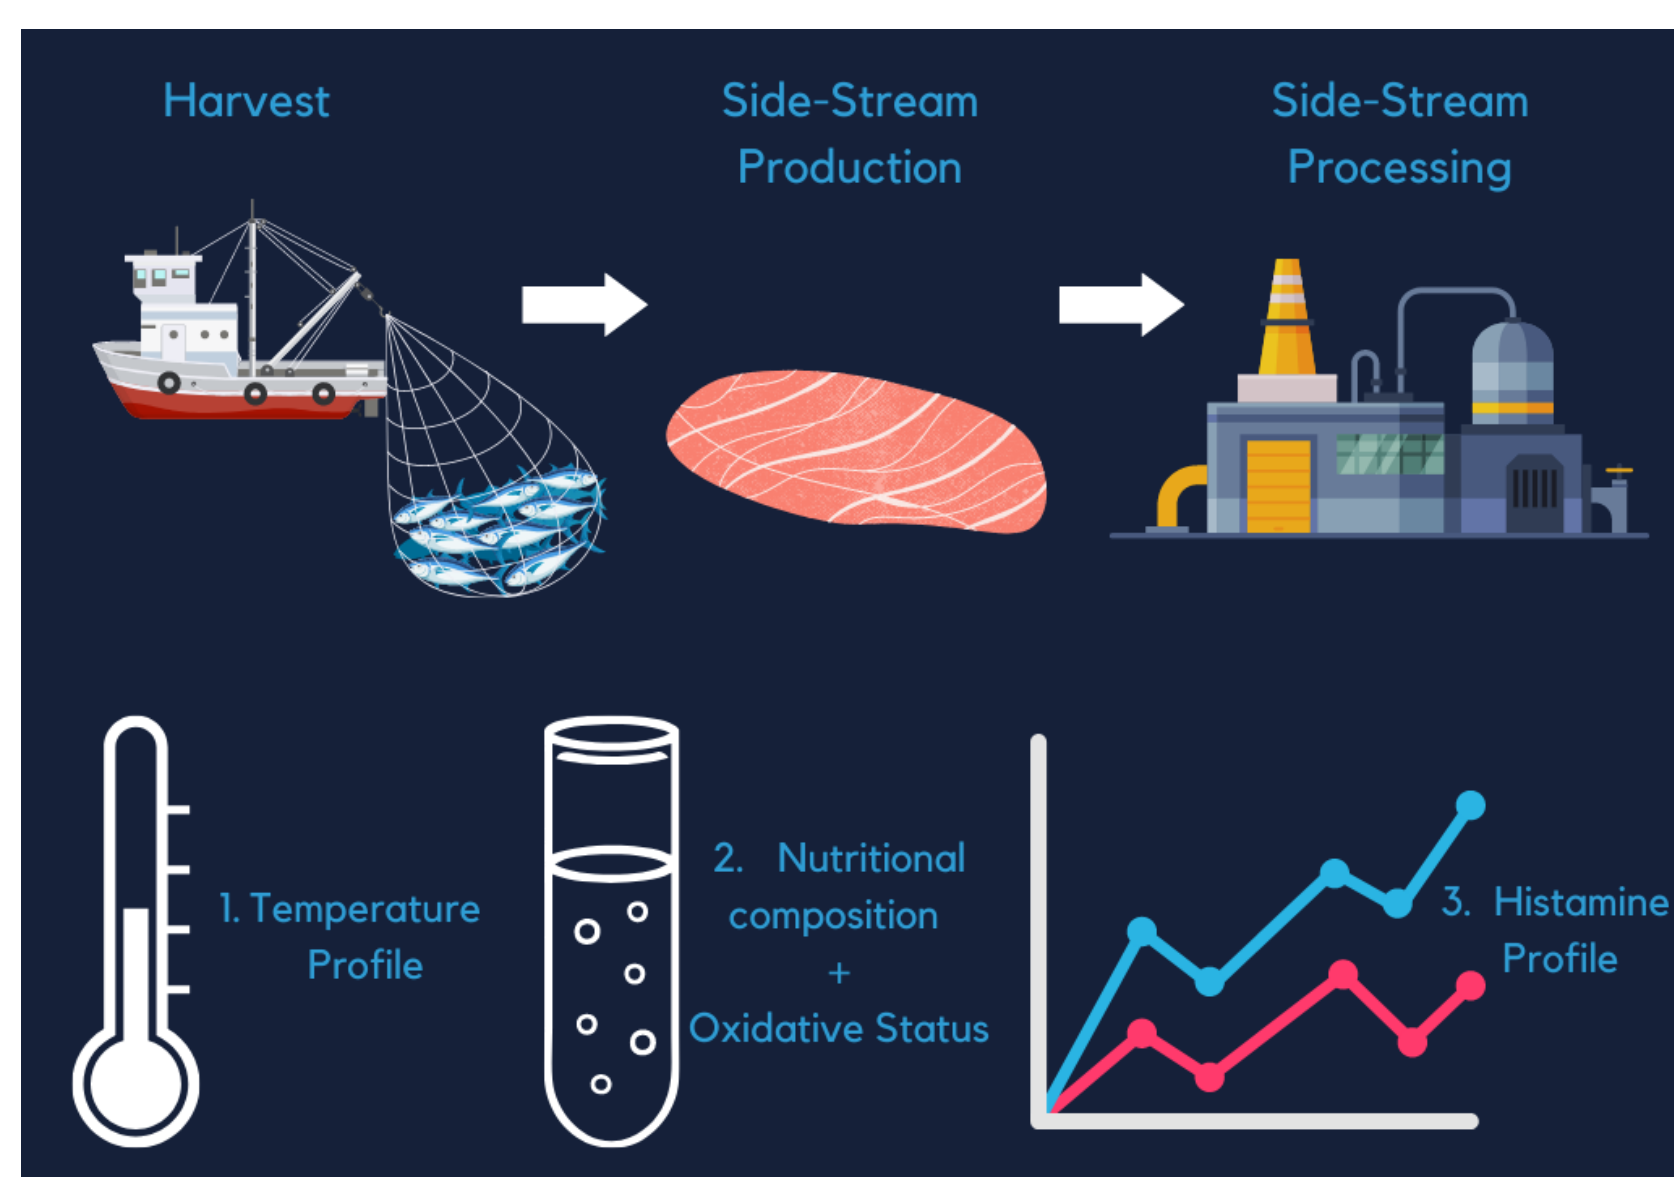 Harvest
Side-Stream
Production
Side-Stream
Processing
1. Temperature
Profile
2. Nutritional
composition
+
Oxidative Status
3. Histamine
Profile